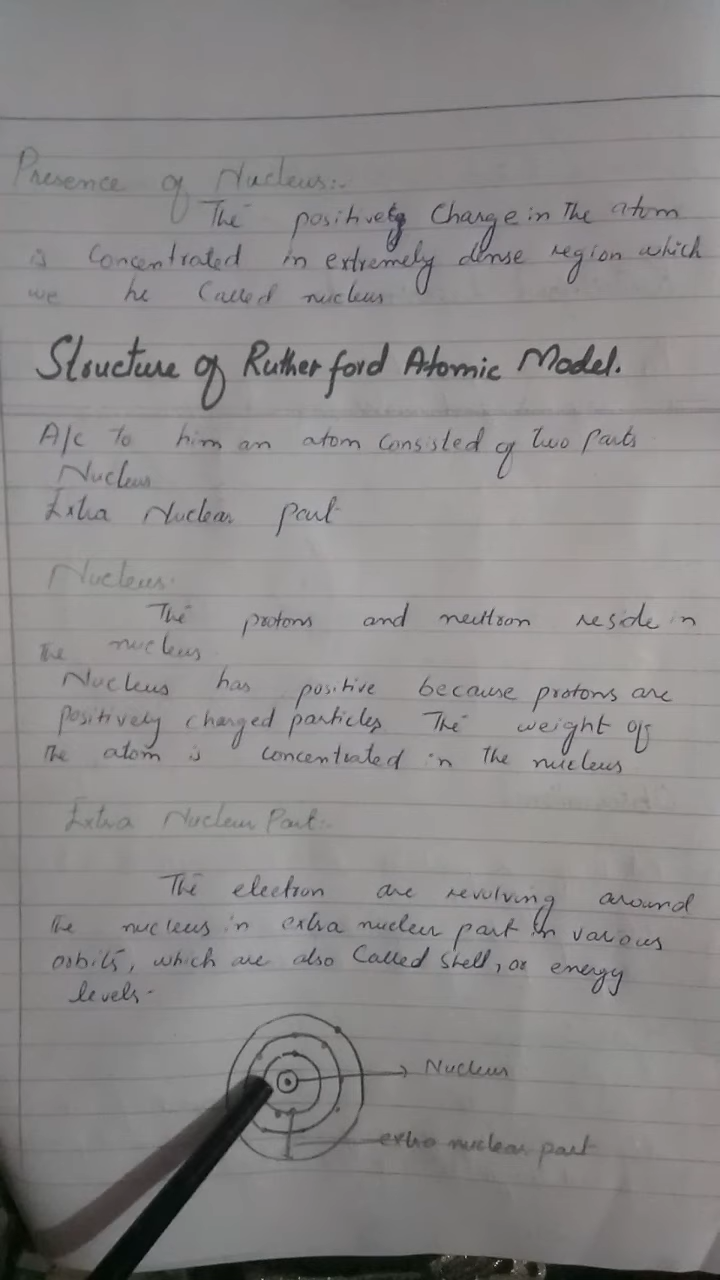 Presence of Nucleus:-
The positively Charge in The atom
is Concentrated in extremely dense region which
we he Called nucleus
Structure of Rutherford Atomic Model.
A/c To him an atom consisted of Two Parts
Nucleus
Extra Nuclear part
Nucleus.
The protons and neutron reside in
The nucleus
Nucleus has positive because protons are
positively charged particles The weight of
The atom is concentrated in The nucleus
Extra Nuclear Part:-
The electron are revolving around
The nucleus in extra nuclear part in various
orbits, which are also Called Shell, or energy
levels-
Nucleus
extra nuclear part